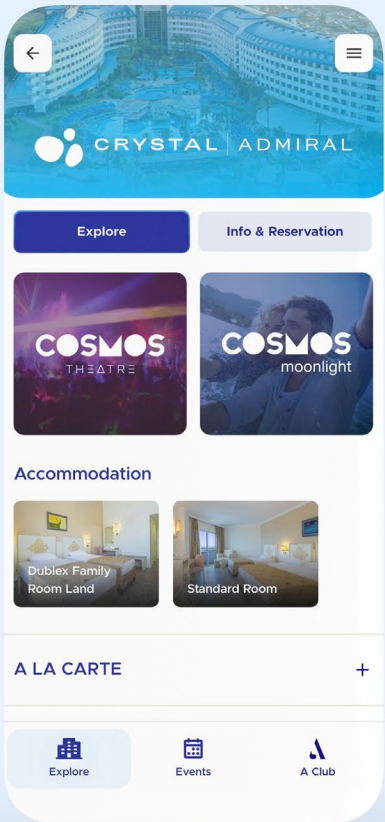 CRYSTAL | ADMIRAL
Explore
Info & Reservation
COSMOS
THEATRE
COSMOS
moonlight
Accommodation
Dublex Family
Room Land
Standard Room
A LA CARTE
+
Explore
Events
A Club